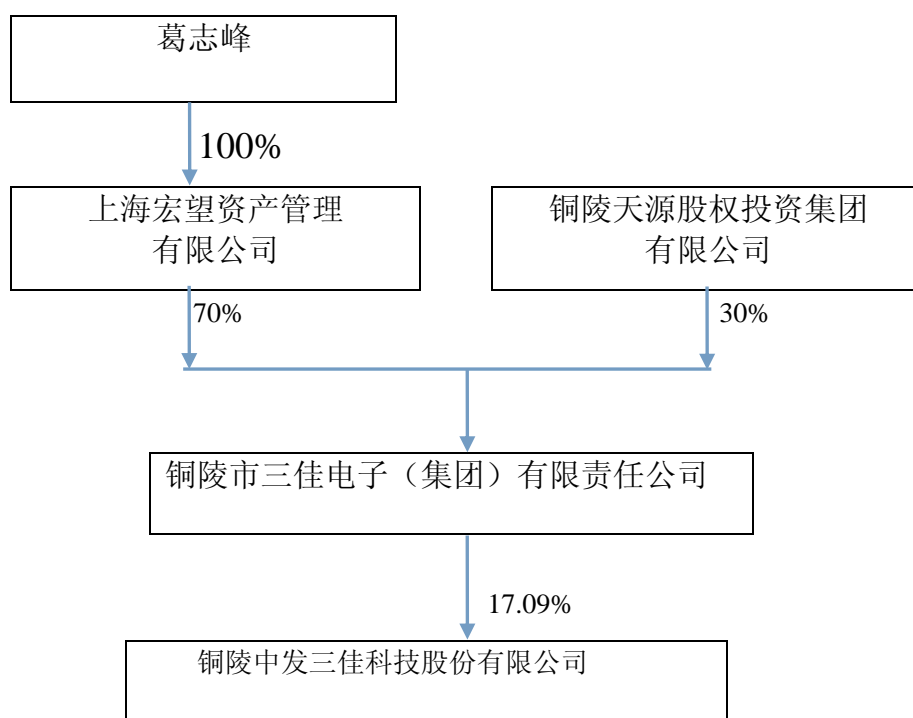 葛志峰
100%
上海宏望资产管理
有限公司
铜陵天源股权投资集团
有限公司
70%
30%
铜陵市三佳电子（集团）有限责任公司
17.09%
铜陵中发三佳科技股份有限公司